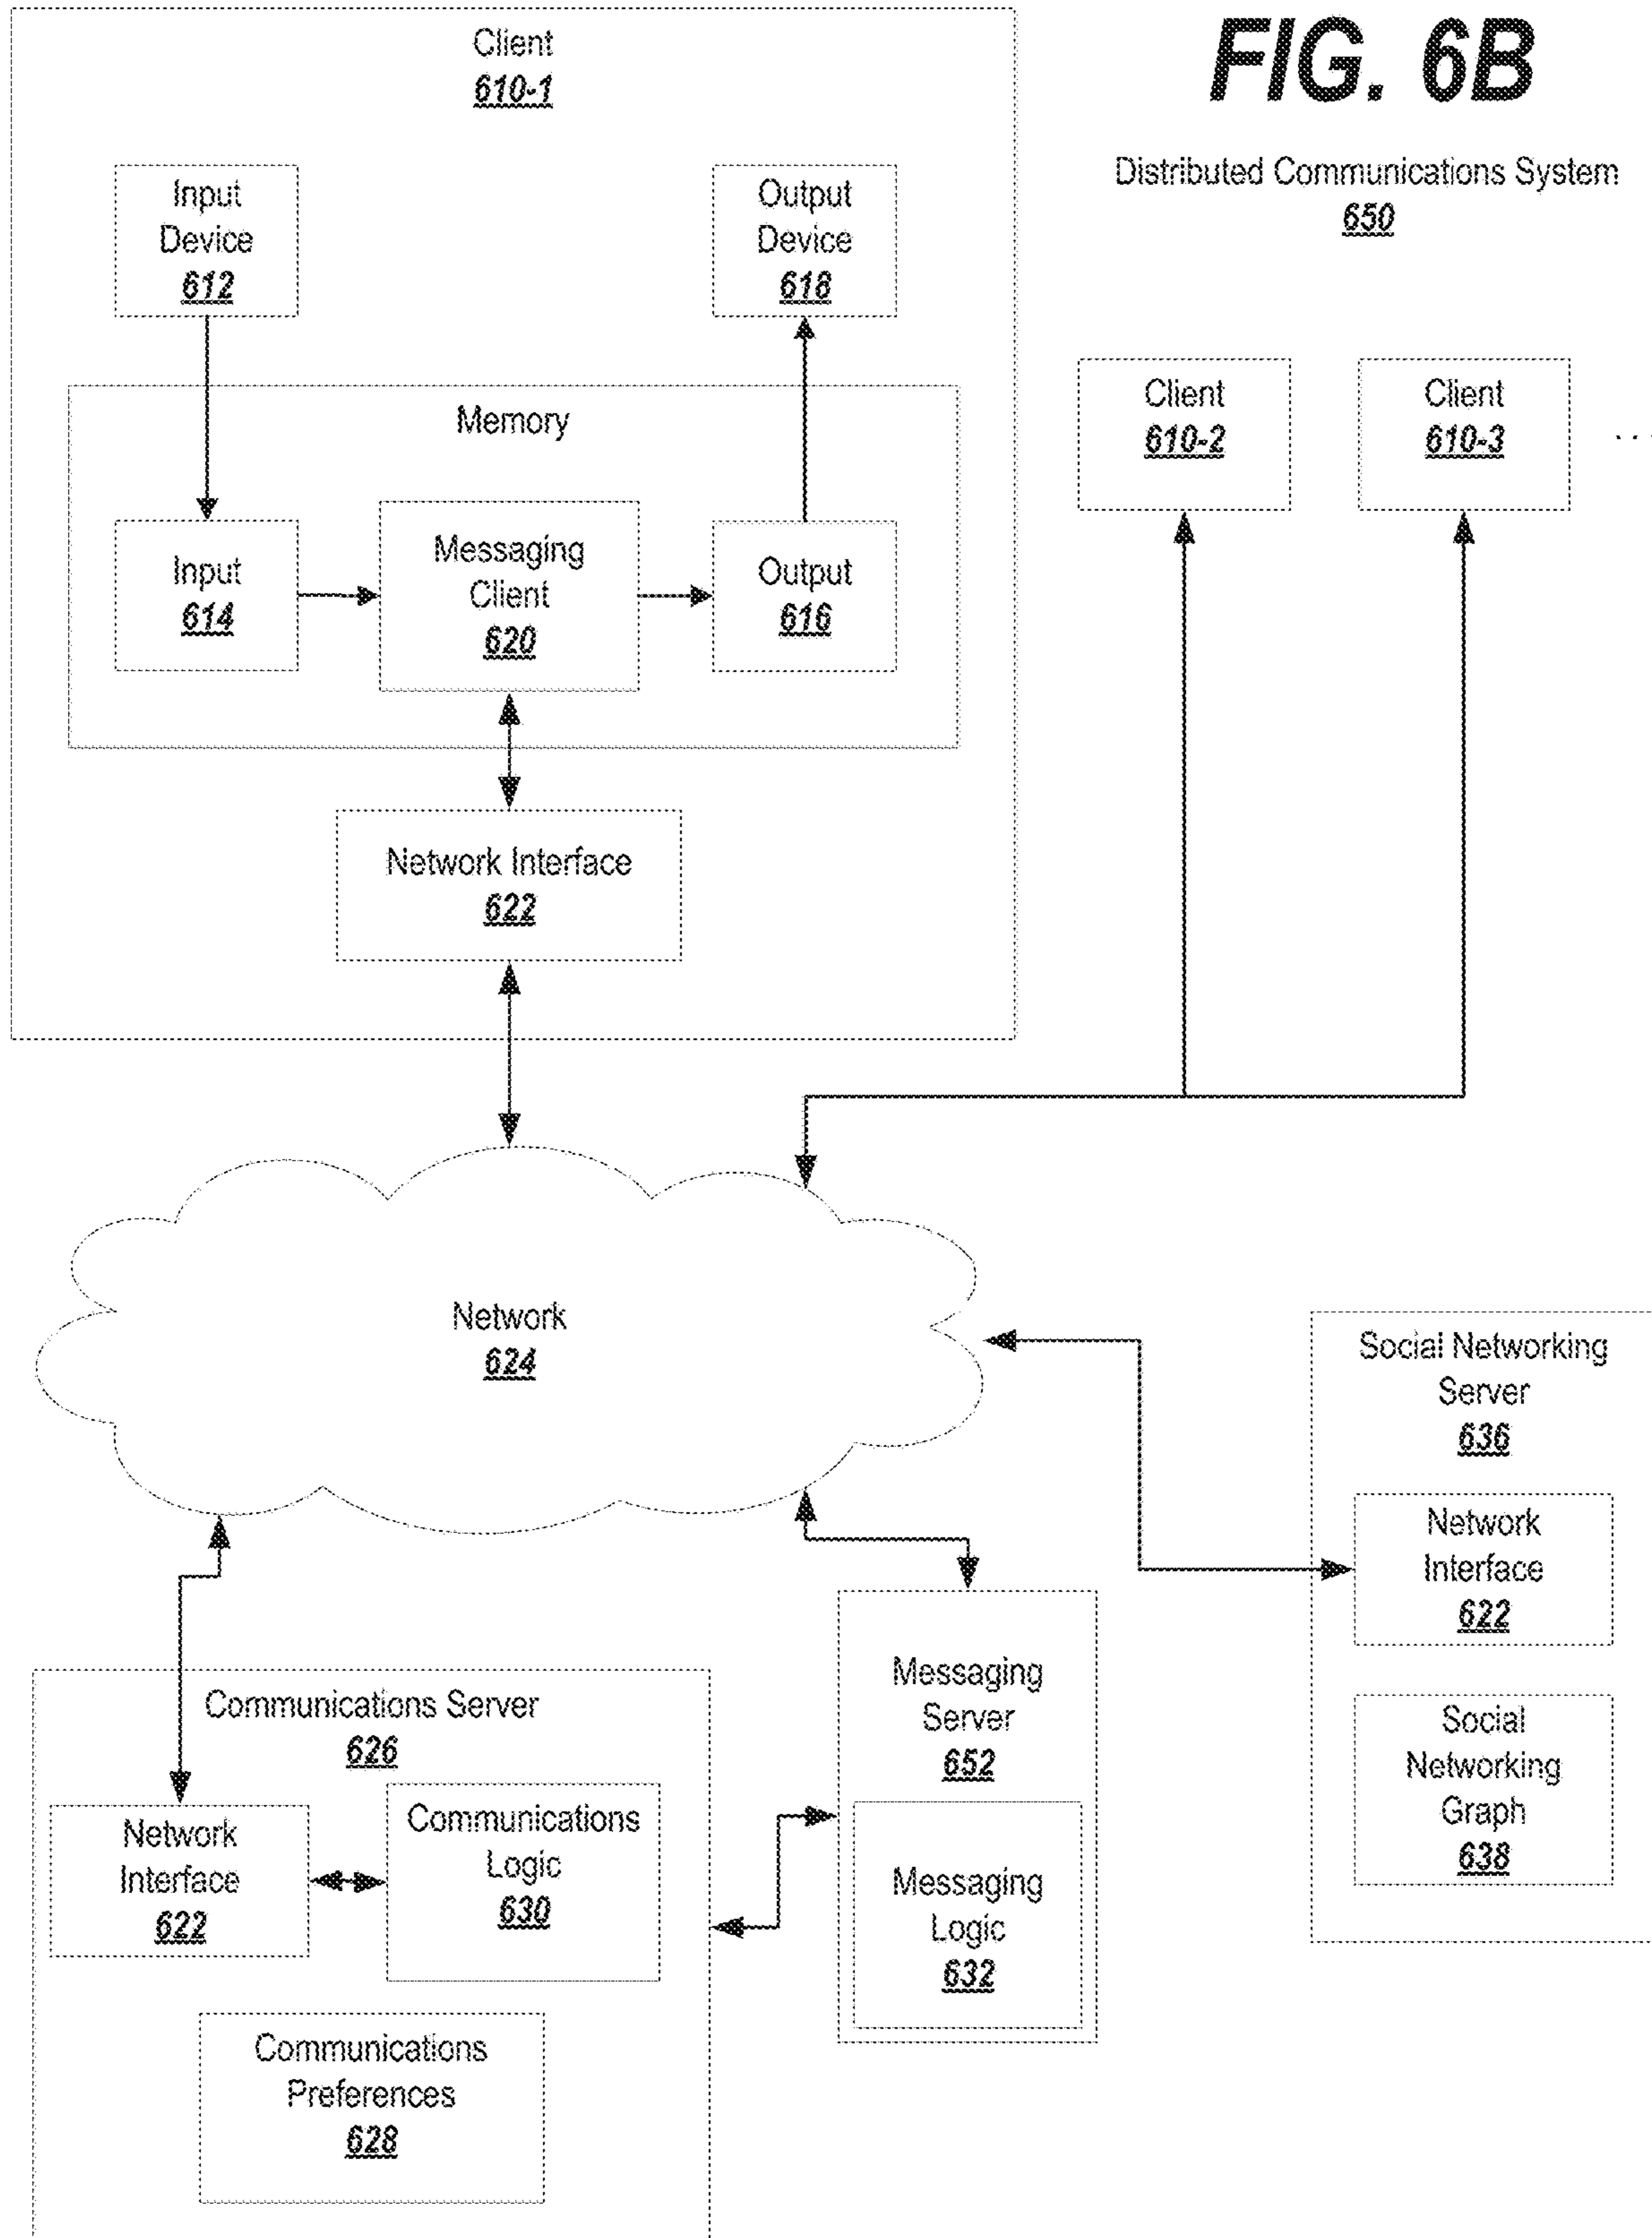 FIG. 6B
Distributed Communications System
650
Client
610-1
Input
Device
612
Output
Device
618
Memory
Input
614
Messaging
Client
620
Output
616
Network Interface
622
Client
610-2
Client
610-3
. . .
Network
624
Social Networking
Server
636
Network
Interface
622
Social
Networking
Graph
638
Communications Server
626
Network
Interface
622
Communications
Logic
630
Communications
Preferences
628
Messaging
Server
652
Messaging
Logic
632